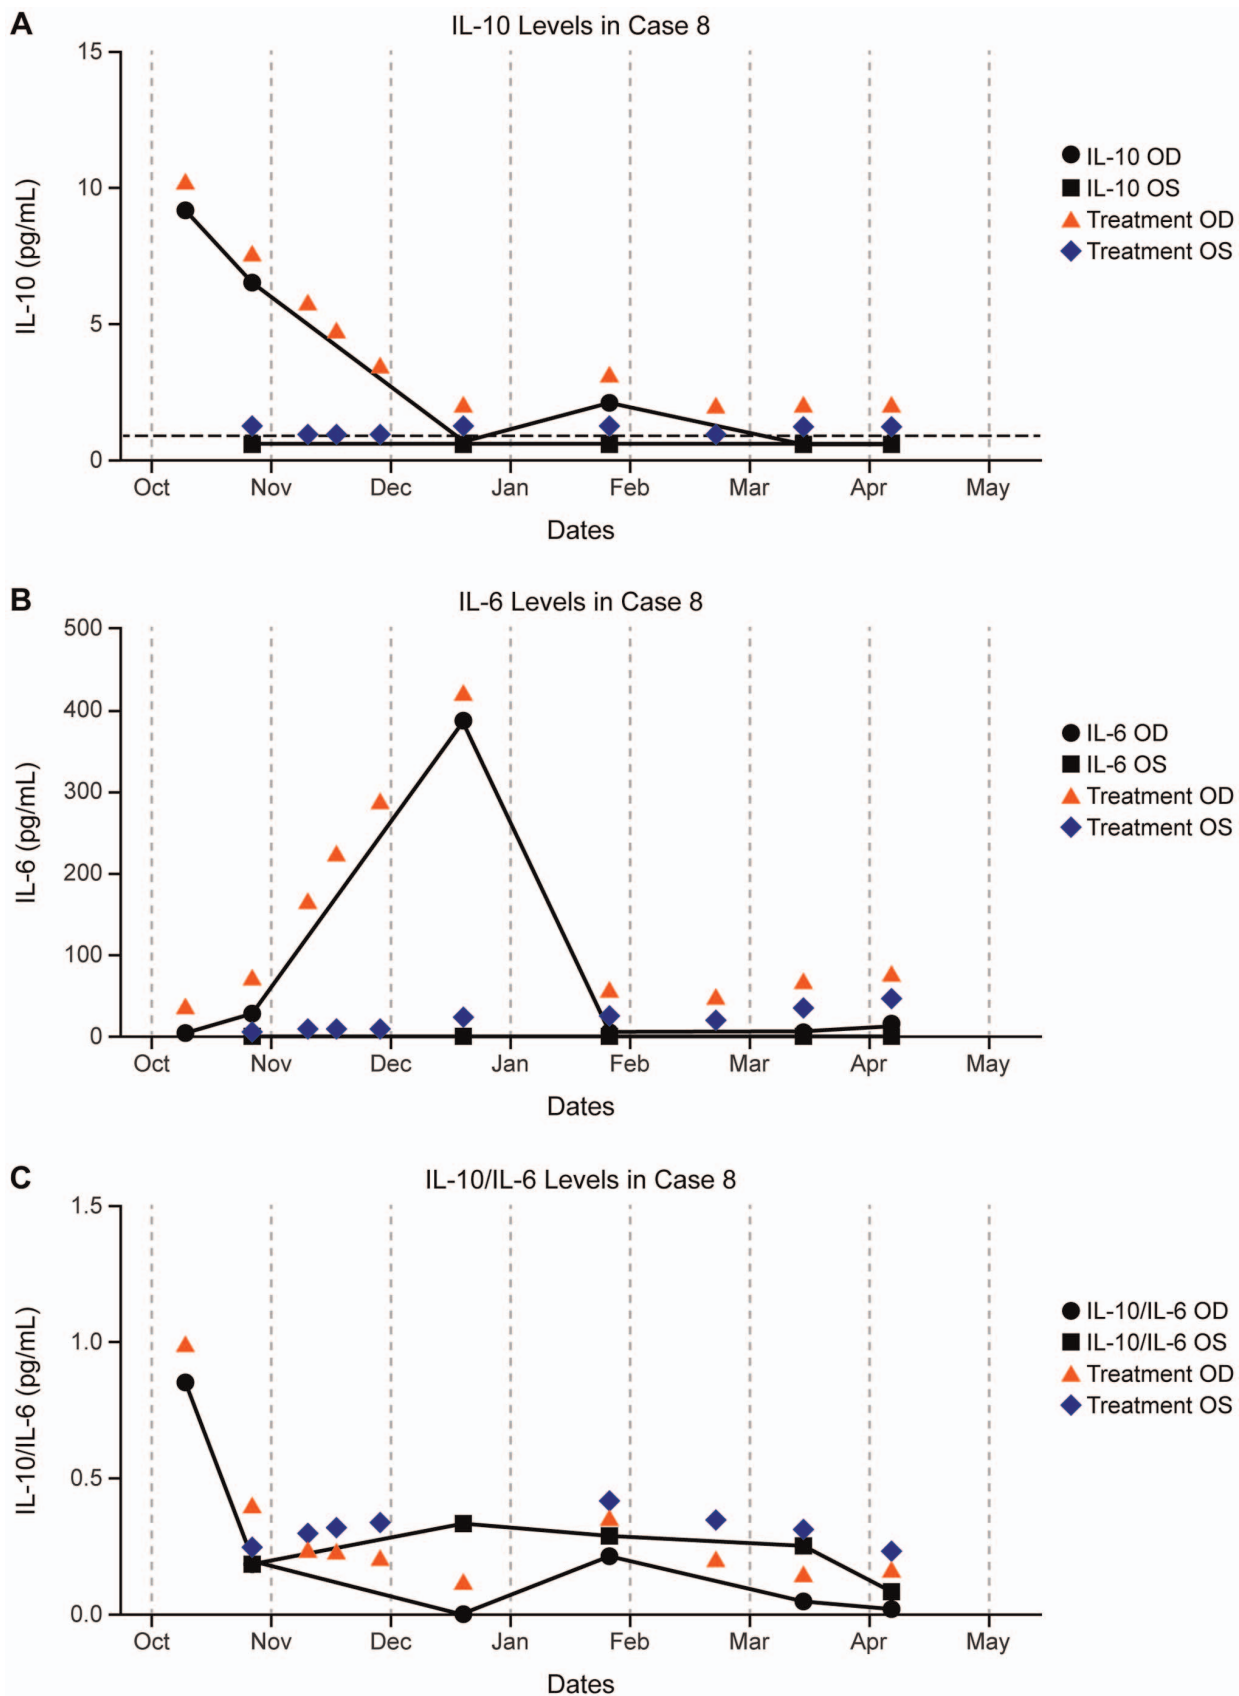 A
IL-10 Levels in Case 8
15
10
5
0
IL-10 (pg/mL)
Oct Nov Dec Jan Feb Mar Apr May
Dates
IL-10 OD
IL-10 OS
Treatment OD
Treatment OS
B
IL-6 Levels in Case 8
500
400
300
200
100
0
IL-6 (pg/mL)
Oct Nov Dec Jan Feb Mar Apr May
Dates
IL-6 OD
IL-6 OS
Treatment OD
Treatment OS
C
IL-10/IL-6 Levels in Case 8
1.5
1.0
0.5
0.0
IL-10/IL-6 (pg/mL)
Oct Nov Dec Jan Feb Mar Apr May
Dates
IL-10/IL-6 OD
IL-10/IL-6 OS
Treatment OD
Treatment OS